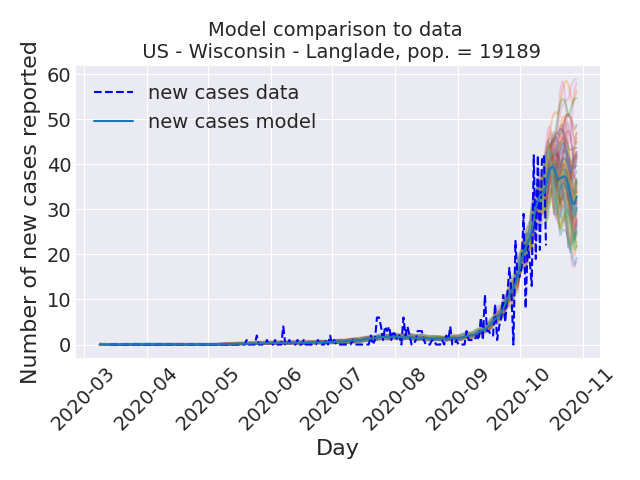 Model comparison to data
US - Wisconsin - Langlade, pop. = 19189
Number of new cases reported
60
50
40
30
20
10
0
new cases data
new cases model
2020-03
2020-04
2020-05
2020-06
2020-07
2020-08
2020-09
2020-10
2020-11
Day